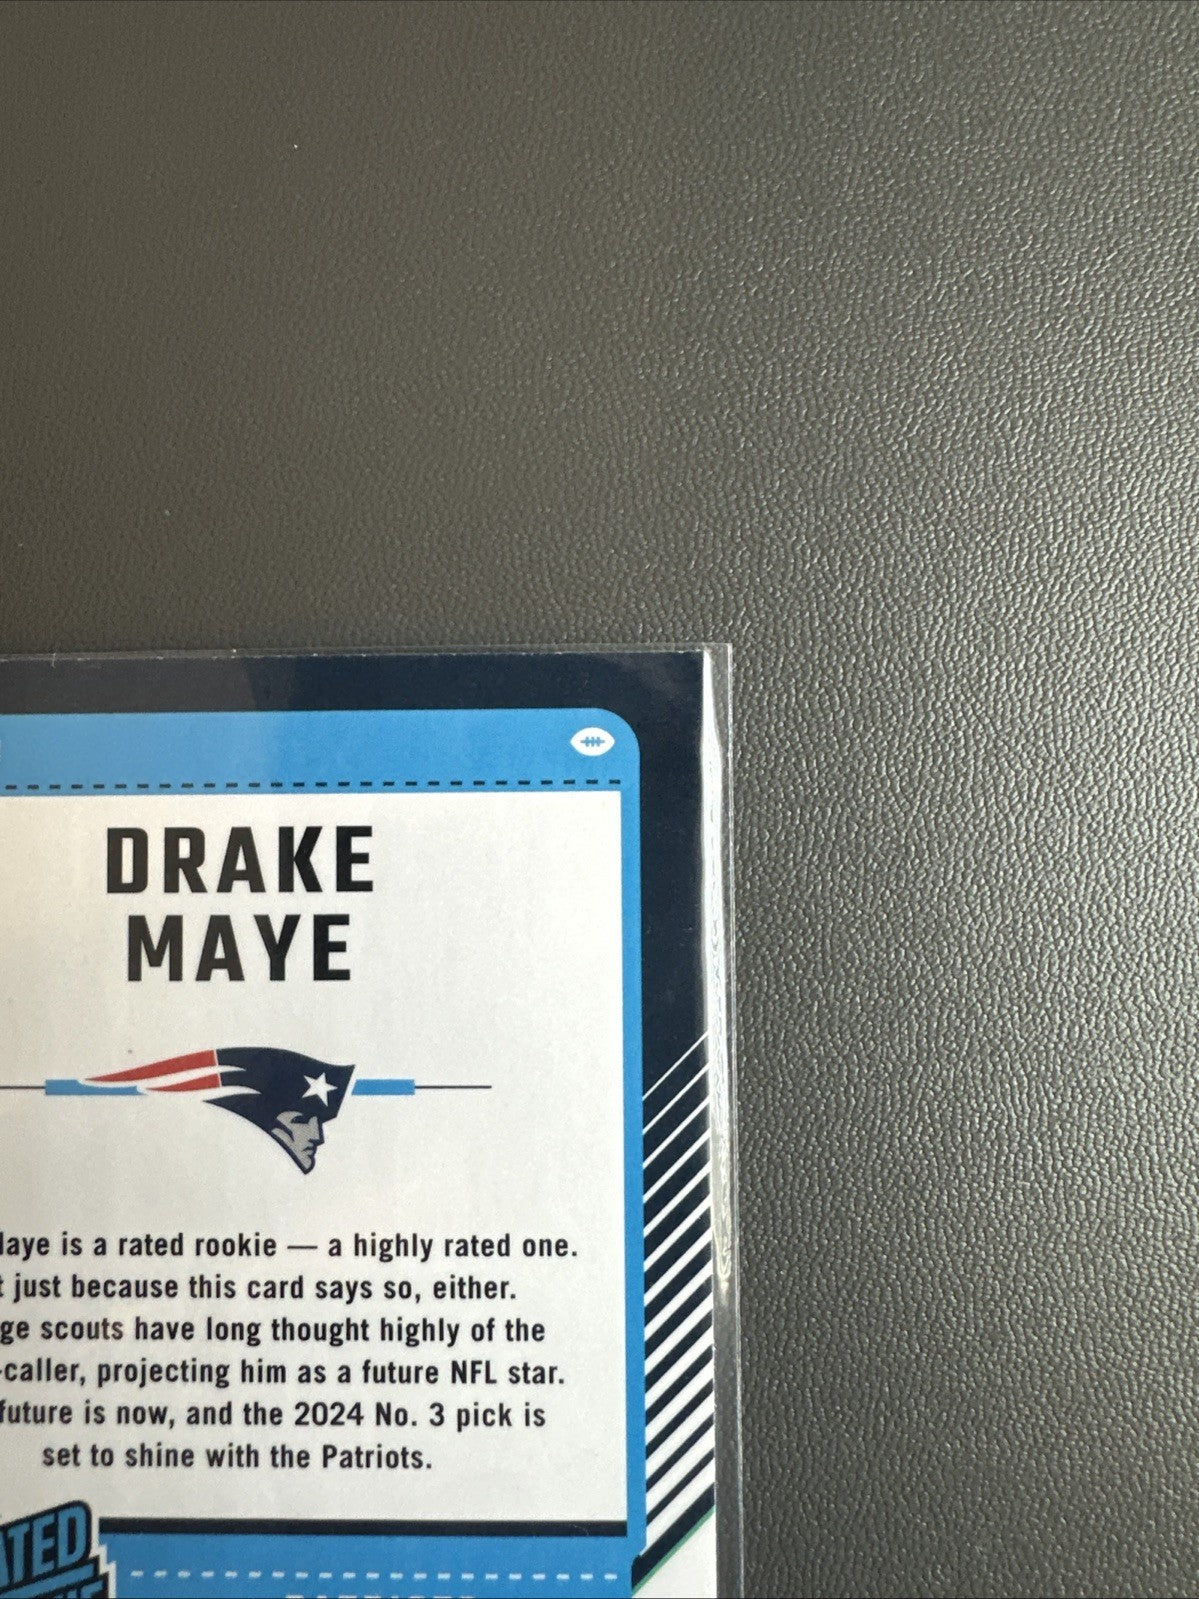 DRAKE
MAYE
is a rated rookie — a highly rated one.
just because this card says so, either.
scouts have long thought highly of the
-caller, projecting him as a future NFL star.
future is now, and the 2024 No. 3 pick is
set to shine with the Patriots.